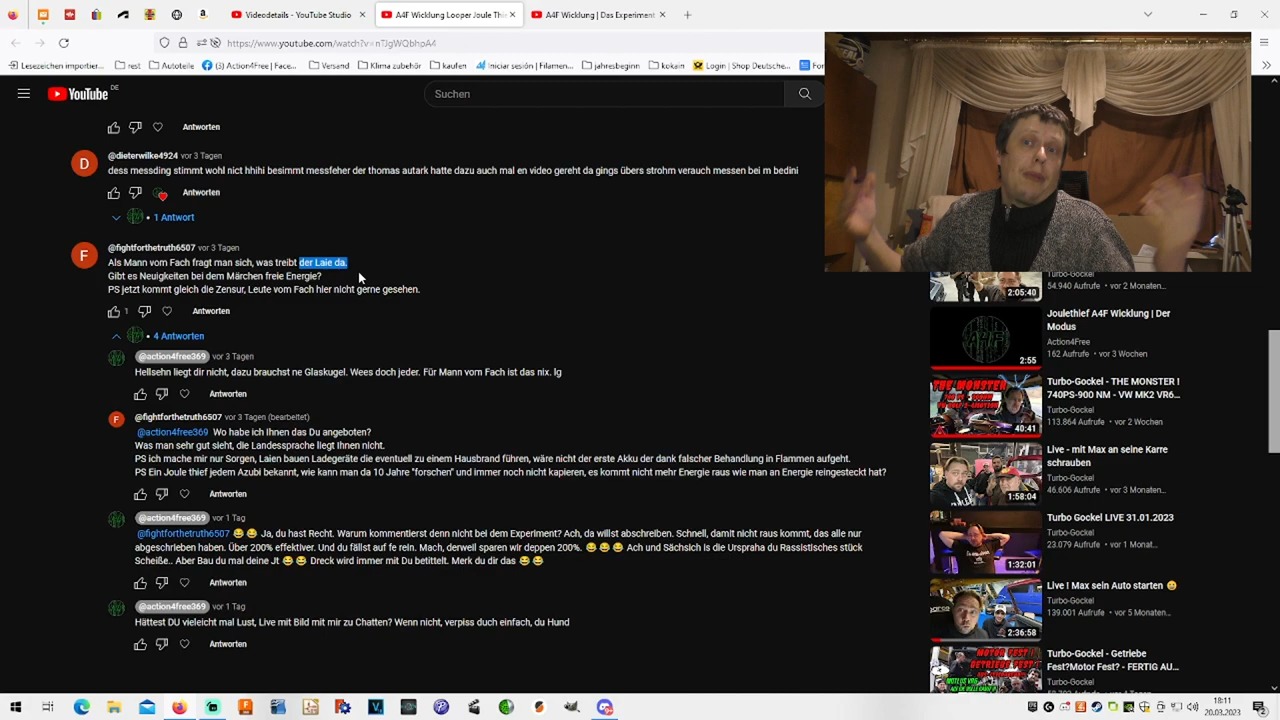 Videodetails - YouTube Studio
A4F Wicklung Looper Joule Thie
A4F Wicklung | Das Experiment
https://www.youtube.com/watch?v=nTJgWQbhpA4
Lesezeichen importier...
rest
Autoteile
(3) Action4Free | Face...
Versand
Klima zubehör
kaufen
iniciar sesión | Filamen...
jahresbeginn
kokain
Login | Shop Deutsche...
For
YouTube DE
Suchen
Antworten
@dieterwilke4924 vor 3 Tagen
dess messding stimmt wohl nict hhihi besimmt messfeher der thomas autark hatte dazu auch mal en video gereht da gings übers strohm verauch messen bei m bedini
Antworten
1 Antwort
@fightforthetruth6507 vor 3 Tagen
Als Mann vom Fach fragt man sich, was treibt der Laie da.
Gibt es Neuigkeiten bei dem Märchen freie Energie?
PS jetzt kommt gleich die Zensur, Leute vom Fach hier nicht gerne gesehen.
1 Antworten
4 Antworten
@action4free369 vor 3 Tagen
Hellsehn liegt dir nicht, dazu brauchst ne Glaskugel. Wees doch jeder. Für Mann vom Fach ist das nix. lg
Antworten
@fightforthetruth6507 vor 3 Tagen (bearbeitet)
@action4free369 Wo habe ich Ihnen das Du angeboten?
Was man sehr gut sieht, die Landessprache liegt Ihnen nicht.
PS ich mache mir nur Sorgen, Laien bauen Ladegeräte die eventuell zu einem Hausbrand führen, wäre nicht der erste Akku der dank falscher Behandlung in Flammen aufgeht.
PS Ein Joule thief jedem Azubi bekannt, wie kann man da 10 Jahre "forschen" und immer noch nicht kapieren, es kommt nicht mehr Energie raus wie man an Energie reingesteckt hat?
Antworten
@action4free369 vor 1 Tag
@fightforthetruth6507 😂😂 Ja, du hast Recht. Warum kommentierst denn nicht bei dem Experiment? Ach, da willst abschreiben. Schnell, damIt nicht raus kommt, das alle nur
abgeschrieben haben. Über 200% effektiver. Und du fällst auf fe rein. Mach, derweil sparen wir deppen 200%. 😂😂😂 Ach und Sächsich is die Urspraha du Rassistisches stück
Scheiße.. Aber Bau du mal deine Jt 😂😂 Dreck wird immer mit Du betittelt. Merk du dir das 😂😂
Antworten
@action4free369 vor 1 Tag
Hättest DU vieleicht mal Lust, Live mit Bild mit mir zu Chatten? Wenn nicht, verpiss duch einfach, du Hund
Antworten
Turbo-Gockel
54.940 Aufrufe • vor 2 Monaten...
2:05:40
Joulethief A4F Wicklung | Der
Modus
Action4Free
162 Aufrufe • vor 3 Wochen
A4F
2:55
THE MONSTER
Turbo-Gockel - THE MONSTER !
740PS-900 NM - VW MK2 VR6...
Turbo-Gockel
113.864 Aufrufe • vor 2 Wochen
40:41
Live - mit Max an seine Karre
schrauben
Turbo-Gockel
46.606 Aufrufe • vor 3 Monaten...
1:58:04
Turbo Gockel LIVE 31.01.2023
Turbo-Gockel
23.079 Aufrufe • vor 1 Monat...
1:32:01
Live ! Max sein Auto starten 😀
Turbo-Gockel
139.001 Aufrufe • vor 5 Monaten...
2:36:58
MOTOR FEST !
GETRIEBE FEST !
Turbo-Gockel - Getriebe
Fest?Motor Fest? - FERTIG AU...
Turbo-Gockel
18:11
20.03.2023